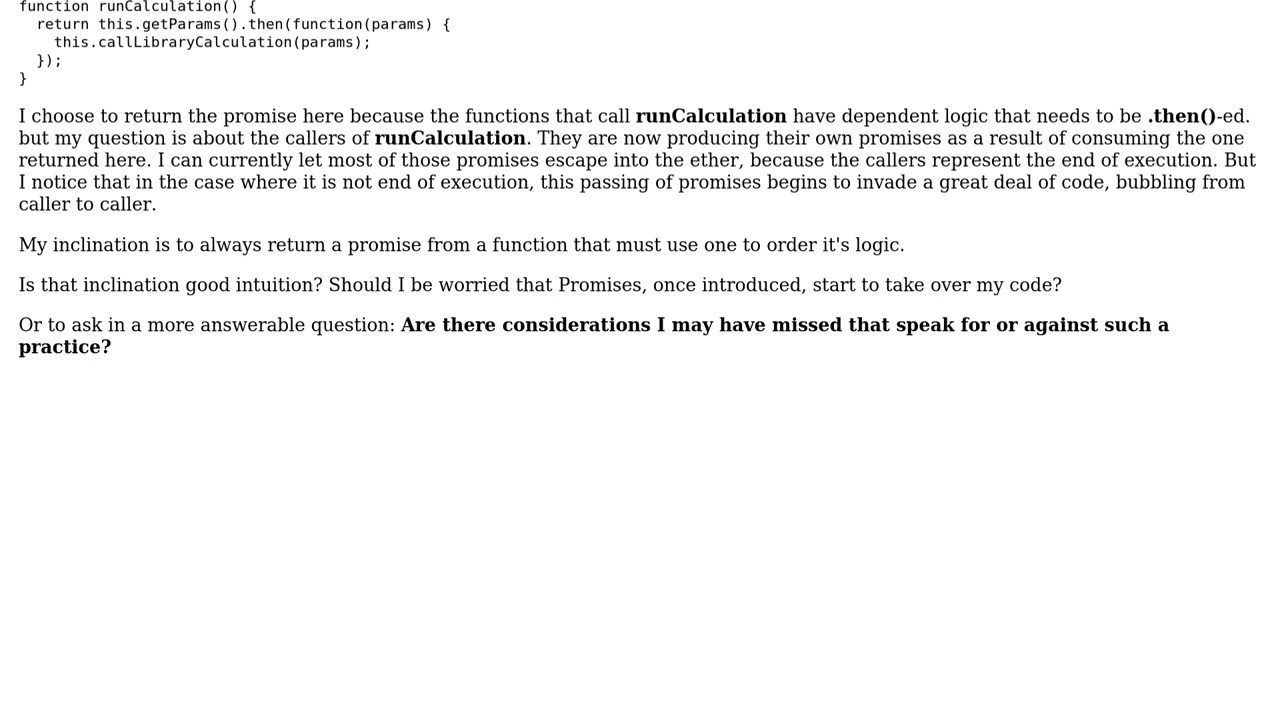 function runCalculation() {
  return this.getParams().then(function(params) {
    this.callLibraryCalculation(params);
  });
}
I choose to return the promise here because the functions that call runCalculation have dependent logic that needs to be .then()-ed.
but my question is about the callers of runCalculation. They are now producing their own promises as a result of consuming the one
returned here. I can currently let most of those promises escape into the ether, because the callers represent the end of execution. But
I notice that in the case where it is not end of execution, this passing of promises begins to invade a great deal of code, bubbling from
caller to caller.
My inclination is to always return a promise from a function that must use one to order it's logic.
Is that inclination good intuition? Should I be worried that Promises, once introduced, start to take over my code?
Or to ask in a more answerable question: Are there considerations I may have missed that speak for or against such a
practice?